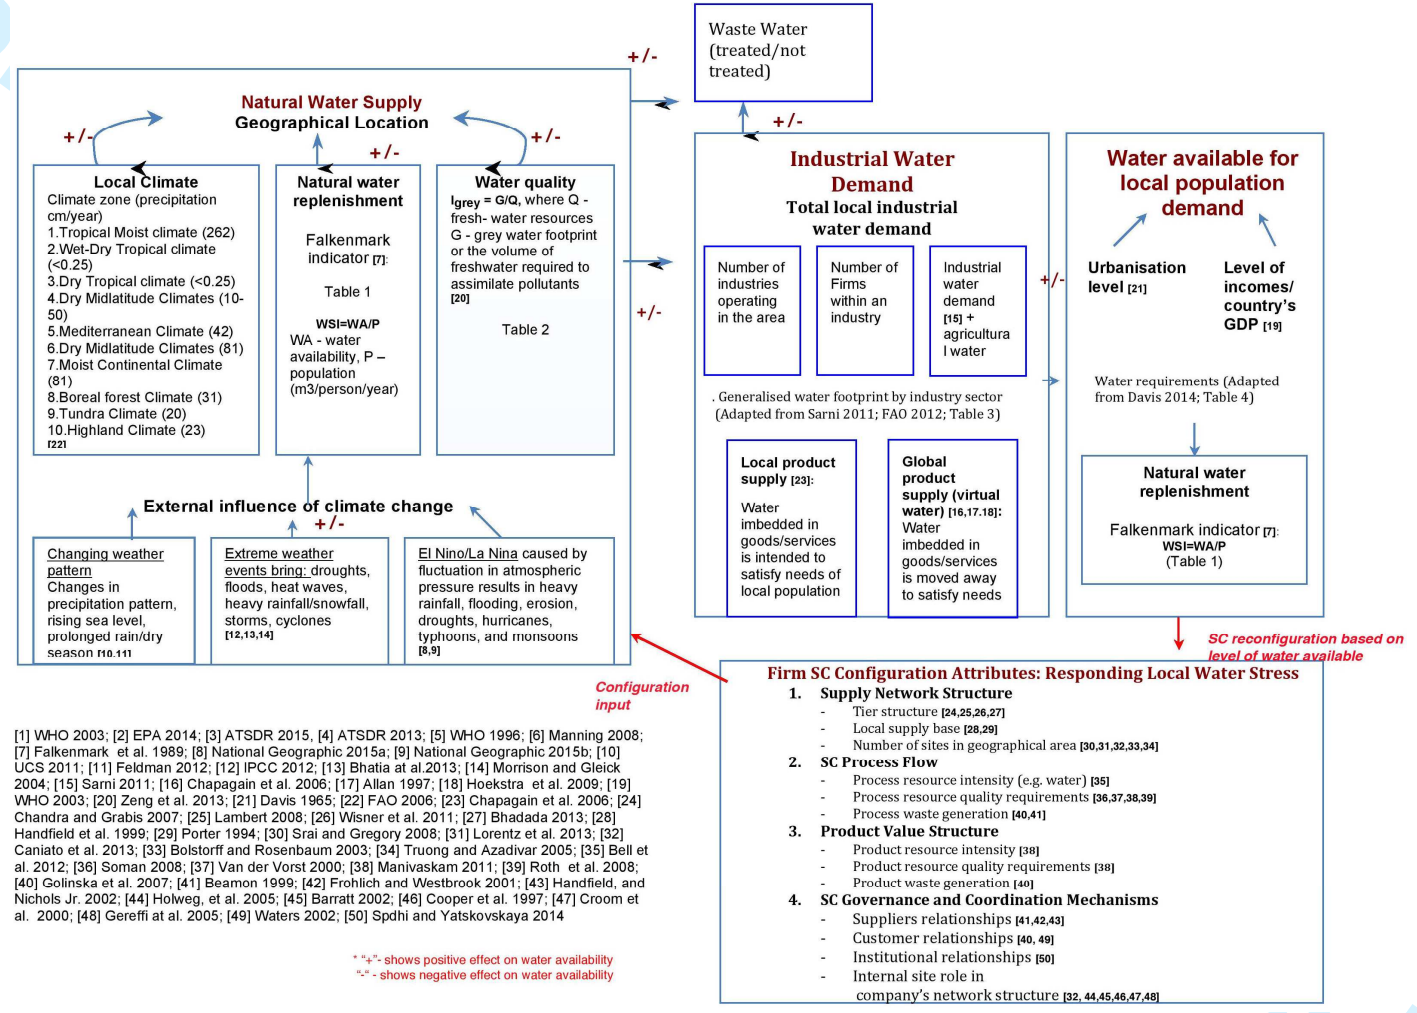 Waste Water
(treated/not
treated)
+/-
Natural Water Supply
Geographical Location
+/-
+/-
+/-
Local Climate
Climate zone (precipitation
cm/year)
1.Tropical Moist climate (262)
2.Wet-Dry Tropical climate
(<0.25)
3.Dry Tropical climate (<0.25)
4.Dry Midlatitude Climates (10-
50)
5.Mediterranean Climate (42)
6.Dry Midlatitude Climates (81)
7.Moist Continental Climate
(81)
8.Boreal forest Climate (31)
9.Tundra Climate (20)
10.Highland Climate (23)
[22]
Natural water
replenishment
Falkenmark
indicator [7]:
Table 1
WSI=WA/P
WA - water
availability, P –
population
(m3/person/year)
Water quality
Igrey = G/Q, where Q -
fresh- water resources
G - grey water footprint
or the volume of
freshwater required to
assimilate pollutants
[20]
Table 2
External influence of climate change
+/-
Changing weather
pattern
Changes in
precipitation pattern,
rising sea level,
prolonged rain/dry
season [10,11]
Extreme weather
events bring: droughts,
floods, heat waves,
heavy rainfall/snowfall,
storms, cyclones
[12,13,14]
El Nino/La Nina caused by
fluctuation in atmospheric
pressure results in heavy
rainfall, flooding, erosion,
droughts, hurricanes,
typhoons, and monsoons
[8,9]
+/-
+/-
Industrial Water
Demand
Total local industrial
water demand
Number of
industries
operating
in the area
Number of
Firms
within an
industry
Industrial
water
demand
[15] +
agricultura
l water
. Generalised water footprint by industry sector
(Adapted from Sarni 2011; FAO 2012; Table 3)
Local product
supply [23]:
Water
imbedded in
goods/services
is intended to
satisfy needs of
local population
Global
product
supply (virtual
water) [16,17.18]:
Water
imbedded in
goods/services
is moved away
to satisfy needs
+/-
Water available for
local population
demand
Urbanisation
level [21]
Level of
incomes/
country's
GDP [19]
Water requirements (Adapted
from Davis 2014; Table 4)
Natural water
replenishment
Falkenmark indicator [7]:
WSI=WA/P
(Table 1)
SC reconfiguration based on
level of water available
Configuration
input
Firm SC Configuration Attributes: Responding Local Water Stress
1. Supply Network Structure
- Tier structure [24,25,26,27]
- Local supply base [28,29]
- Number of sites in geographical area [30,31,32,33,34]
2. SC Process Flow
- Process resource intensity (e.g. water) [35]
- Process resource quality requirements [36,37,38,39]
- Process waste generation [40,41]
3. Product Value Structure
- Product resource intensity [38]
- Product resource quality requirements [38]
- Product waste generation [40]
4. SC Governance and Coordination Mechanisms
- Suppliers relationships [41,42,43]
- Customer relationships [40, 49]
- Institutional relationships [50]
- Internal site role in
company's network structure [32, 44,45,46,47,48]
[1] WHO 2003; [2] EPA 2014; [3] ATSDR 2015, [4] ATSDR 2013; [5] WHO 1996; [6] Manning 2008;
[7] Falkenmark et al. 1989; [8] National Geographic 2015a; [9] National Geographic 2015b; [10]
UCS 2011; [11] Feldman 2012; [12] IPCC 2012; [13] Bhatia at al.2013; [14] Morrison and Gleick
2004; [15] Sarni 2011; [16] Chapagain et al. 2006; [17] Allan 1997; [18] Hoekstra et al. 2009; [19]
WHO 2003; [20] Zeng et al. 2013; [21] Davis 1965; [22] FAO 2006; [23] Chapagain et al. 2006; [24]
Chandra and Grabis 2007; [25] Lambert 2008; [26] Wisner et al. 2011; [27] Bhadada 2013; [28]
Handfield et al. 1999; [29] Porter 1994; [30] Srai and Gregory 2008; [31] Lorentz et al. 2013; [32]
Caniato et al. 2013; [33] Bolstorff and Rosenbaum 2003; [34] Truong and Azadivar 2005; [35] Bell et
al. 2012; [36] Soman 2008; [37] Van der Vorst 2000; [38] Manivaskam 2011; [39] Roth et al. 2008;
[40] Golinska et al. 2007; [41] Beamon 1999; [42] Frohlich and Westbrook 2001; [43] Handfield, and
Nichols Jr. 2002; [44] Holweg, et al. 2005; [45] Barratt 2002; [46] Cooper et al. 1997; [47] Croom et
al. 2000; [48] Gereffi at al. 2005; [49] Waters 2002; [50] Spdhi and Yatskovskaya 2014
* “+”- shows positive effect on water availability
“-“ - shows negative effect on water availability